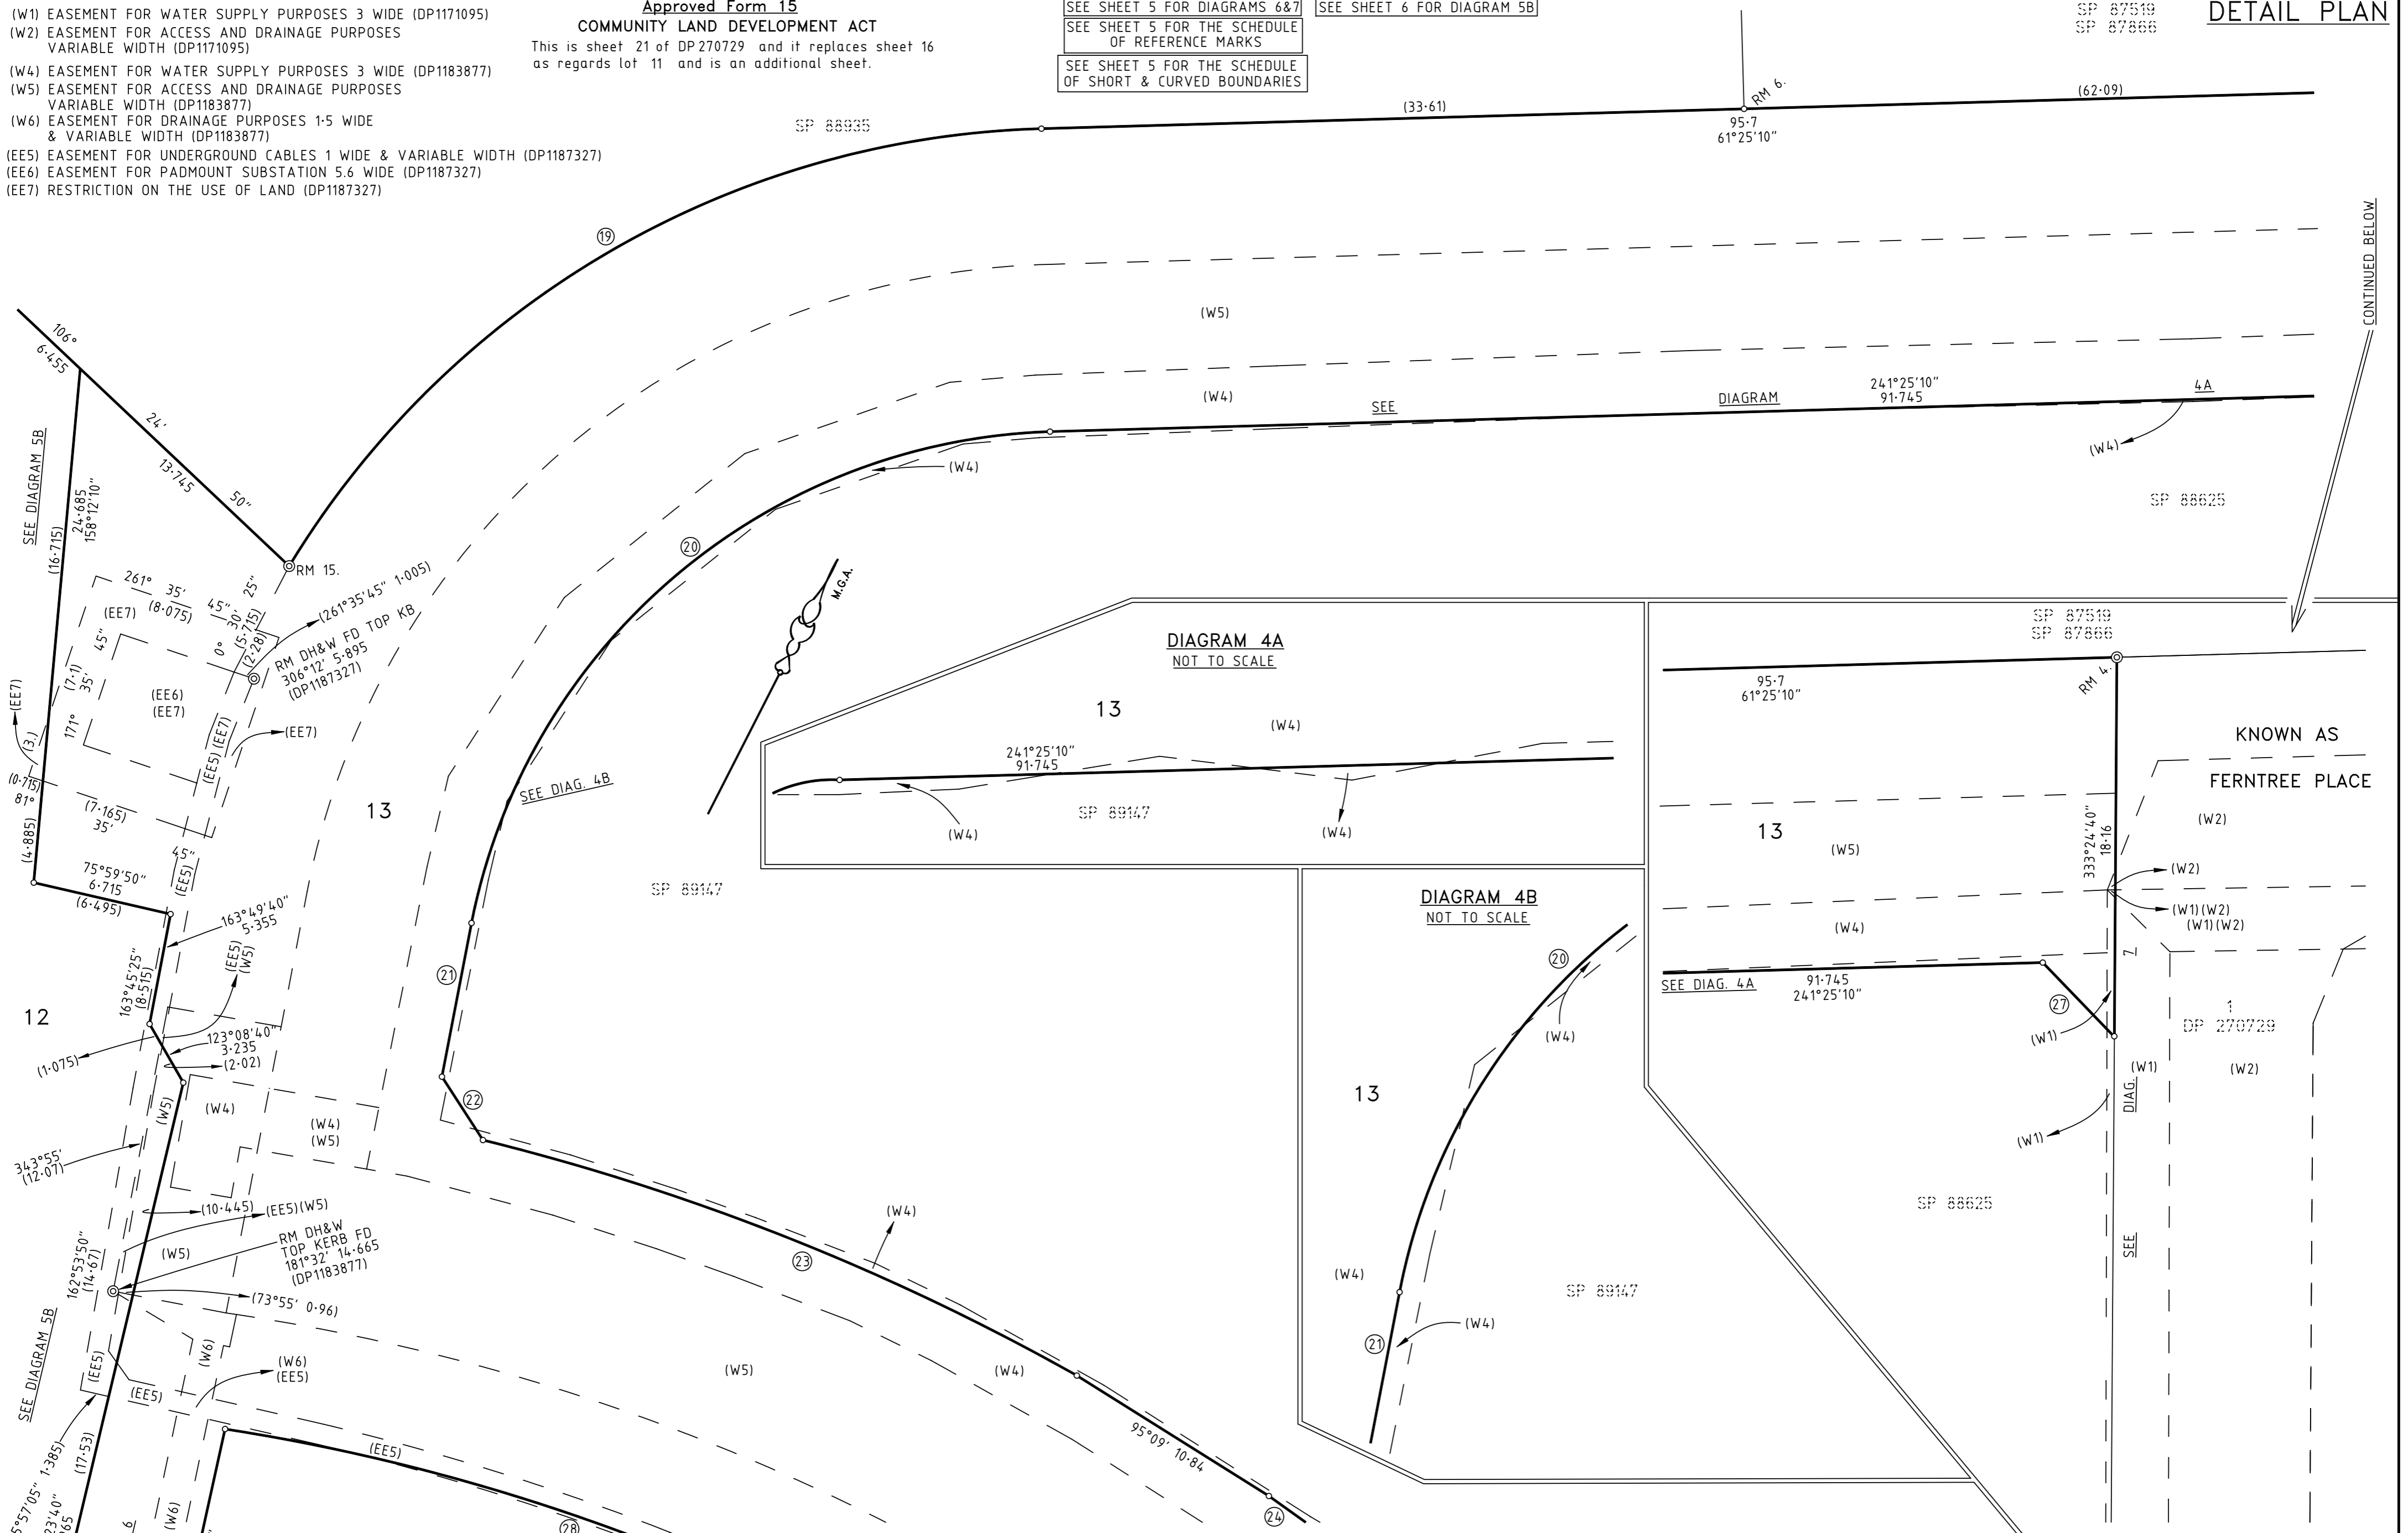 (W1) EASEMENT FOR WATER SUPPLY PURPOSES 3 WIDE (DP1171095)
(W2) EASEMENT FOR ACCESS AND DRAINAGE PURPOSES
VARIABLE WIDTH (DP1171095)
(W4) EASEMENT FOR WATER SUPPLY PURPOSES 3 WIDE (DP1183877)
(W5) EASEMENT FOR ACCESS AND DRAINAGE PURPOSES
VARIABLE WIDTH (DP1183877)
(W6) EASEMENT FOR DRAINAGE PURPOSES 1·5 WIDE
& VARIABLE WIDTH (DP1183877)
(EE5) EASEMENT FOR UNDERGROUND CABLES 1 WIDE & VARIABLE WIDTH (DP1187327)
(EE6) EASEMENT FOR PADMOUNT SUBSTATION 5.6 WIDE (DP1187327)
(EE7) RESTRICTION ON THE USE OF LAND (DP1187327)
Approved Form 15
COMMUNITY LAND DEVELOPMENT ACT
This is sheet 21 of DP270729 and it replaces sheet 16
as regards lot 11 and is an additional sheet.
SEE SHEET 5 FOR DIAGRAMS 6&7
SEE SHEET 6 FOR DIAGRAM 5B
SEE SHEET 5 FOR THE SCHEDULE
OF REFERENCE MARKS
SEE SHEET 5 FOR THE SCHEDULE
OF SHORT & CURVED BOUNDARIES
SP 87519
SP 87866
DETAIL PLAN
SP 88935
(33·61)
RM 6.
95·7
61°25'10"
(62·09)
CONTINUED BELOW
19
(W5)
(W4)
SEE
DIAGRAM
241°25'10"
91·745
4A
(W4)
(W4)
SP 88625
20
106°
6·455
24'
13·745
50"
SEE DIAGRAM 5B
(16·715)
24·685
158°12'10"
RM 15.
261° 35' 45"
(8·075)
(EE7)
0° 30' 25"
(5·715)
(2·28)
(261°35'45" 1·005)
RM DH&W FD TOP KB
306°12' 5·895
(DP1187327)
171° 35' 45"
(7·1)
(EE6)
(EE7)
(EE7)
(3.)
(0·715)
81°
(7·165)
35'
45"
(EE5) (EE7)
(EE7)
(4·885)
75°59'50"
6·715
(6·495)
(EE5)
13
M.G.A.
SEE DIAG. 4B
SP 89147
163°49'40"
5·355
163°45'25"
(8·515)
(EE5)
(W5)
12
123°08'40"
3·235
(2·02)
(1·075)
21
22
(W5)
(W4)
(W4)
(W5)
343°55'
(12·07)
(10·445)
(EE5)(W5)
(W5)
RM DH&W
TOP KERB FD
181°32' 14·665
(DP1183877)
162°53'50"
(14·67)
(73°55' 0·96)
SEE DIAGRAM 5B
(EE5)
(W6)
(EE5)
(W6)
(EE5)
(W4)
23
(W5)
(W4)
95°09' 10·84
24
(EE5)
28
(W6)
6
(17·53)
5°57'05" 1·385)
23'40"
65
DIAGRAM 4A
NOT TO SCALE
13
(W4)
241°25'10"
91·745
(W4)
SP 89147
(W4)
DIAGRAM 4B
NOT TO SCALE
20
(W4)
13
(W4)
SP 89147
21
(W4)
SP 87519
SP 87866
RM 4.
95·7
61°25'10"
KNOWN AS
FERNTREE PLACE
13
(W5)
333°24'40"
18·16
(W2)
(W2)
(W1)(W2)
(W1)(W2)
(W4)
7
SEE DIAG. 4A
91·745
241°25'10"
27
(W1)
1
DP 270729
(W1)
(W2)
(W1)
DIAG.
SEE
SP 88625